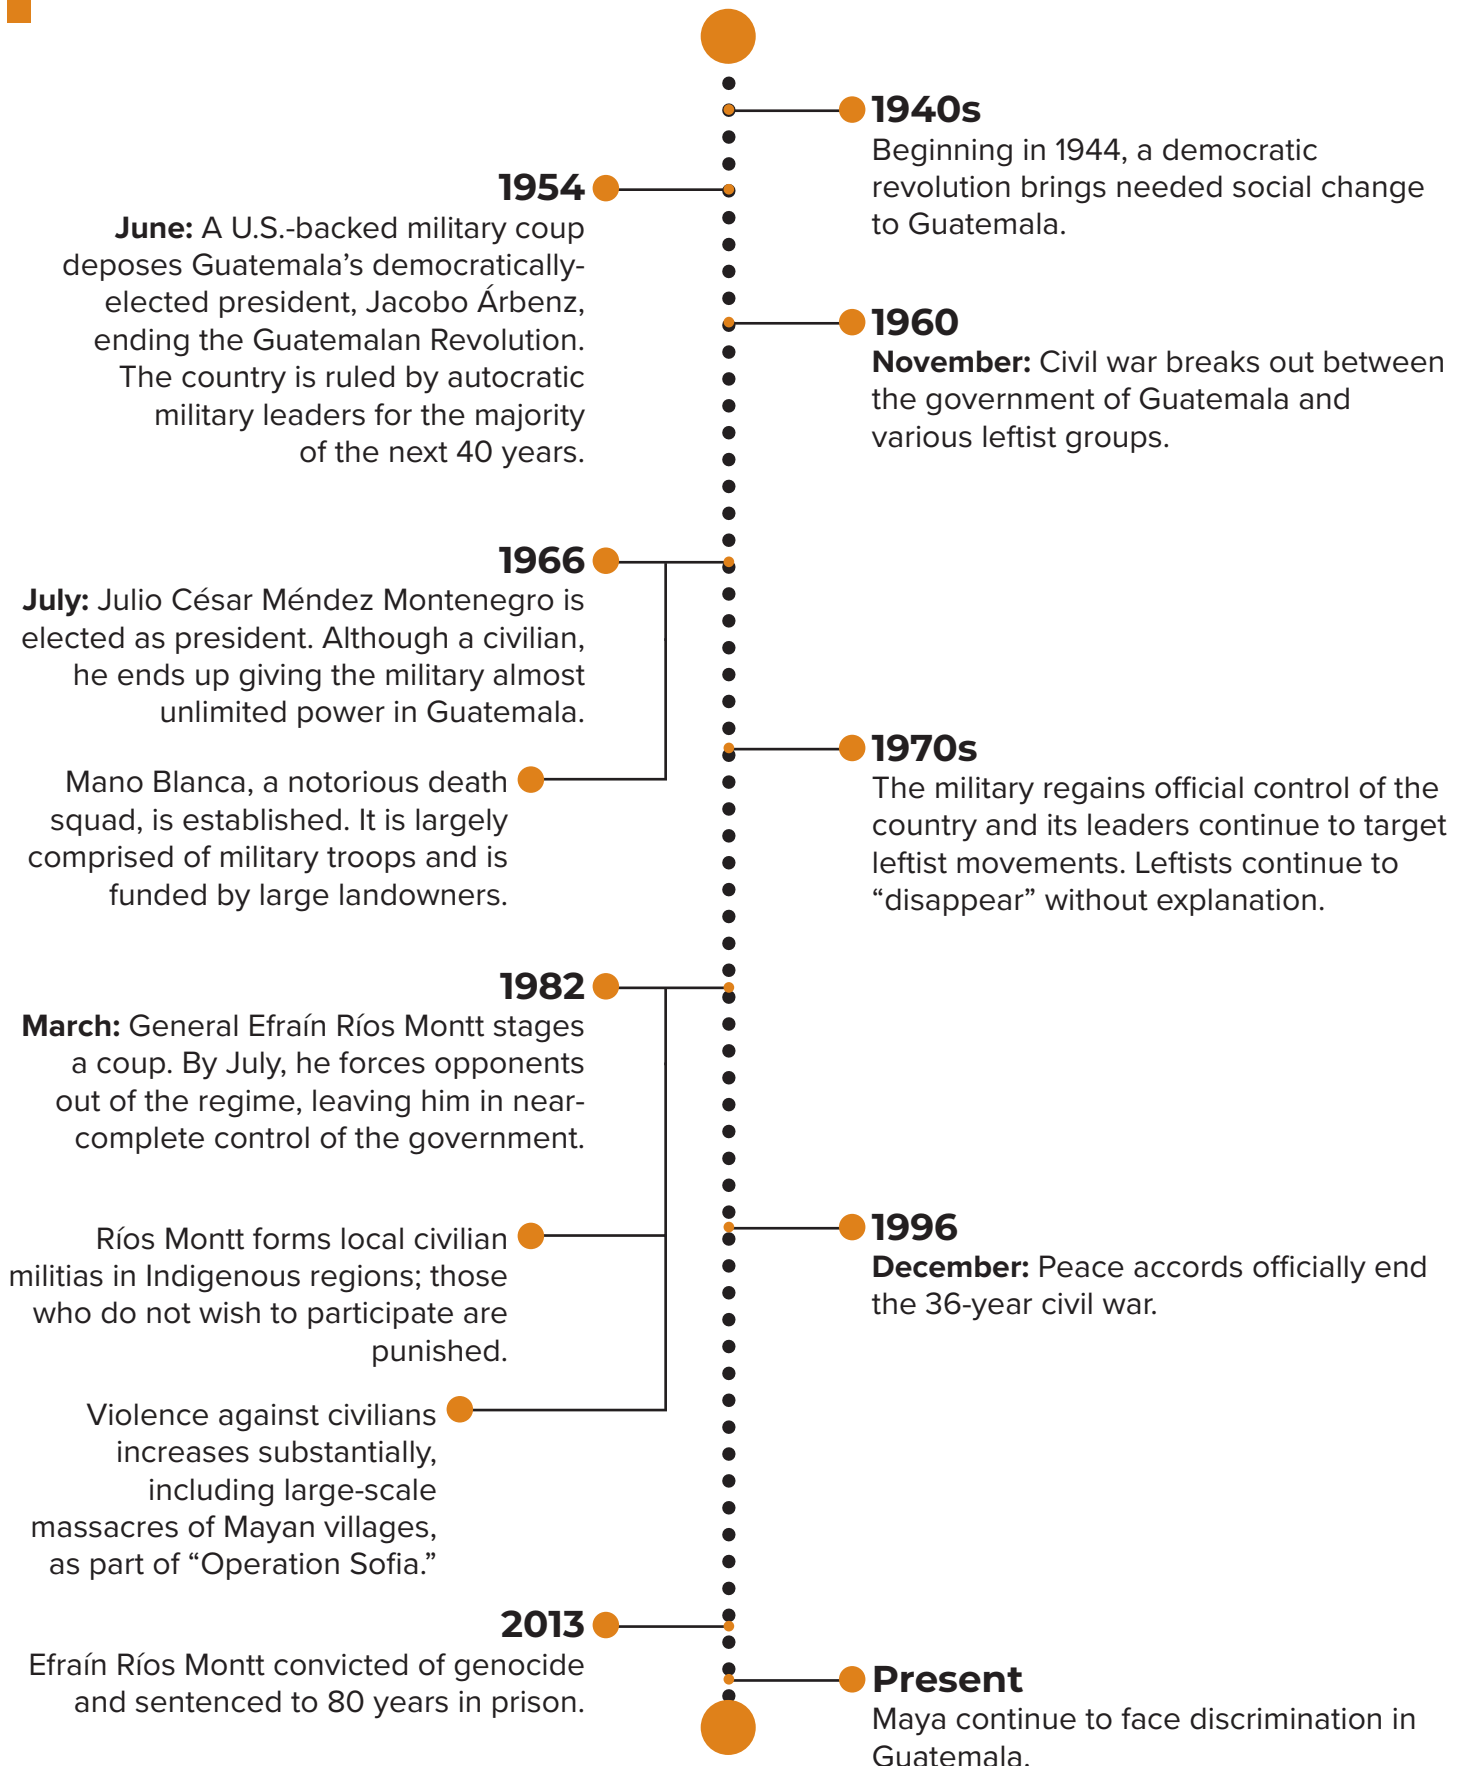 1940s
Beginning in 1944, a democratic
revolution brings needed social change
to Guatemala.
1954
June: A U.S.-backed military coup
deposes Guatemala’s democratically-
elected president, Jacobo Árbenz,
ending the Guatemalan Revolution.
The country is ruled by autocratic
military leaders for the majority
of the next 40 years.
1960
November: Civil war breaks out between
the government of Guatemala and
various leftist groups.
1966
July: Julio César Méndez Montenegro is
elected as president. Although a civilian,
he ends up giving the military almost
unlimited power in Guatemala.
Mano Blanca, a notorious death
squad, is established. It is largely
comprised of military troops and is
funded by large landowners.
1970s
The military regains official control of the
country and its leaders continue to target
leftist movements. Leftists continue to
“disappear” without explanation.
1982
March: General Efraín Ríos Montt stages
a coup. By July, he forces opponents
out of the regime, leaving him in near-
complete control of the government.
Ríos Montt forms local civilian
militias in Indigenous regions; those
who do not wish to participate are
punished.
Violence against civilians
increases substantially,
including large-scale
massacres of Mayan villages,
as part of “Operation Sofia.”
1996
December: Peace accords officially end
the 36-year civil war.
2013
Efraín Ríos Montt convicted of genocide
and sentenced to 80 years in prison.
Present
Maya continue to face discrimination in
Guatemala.